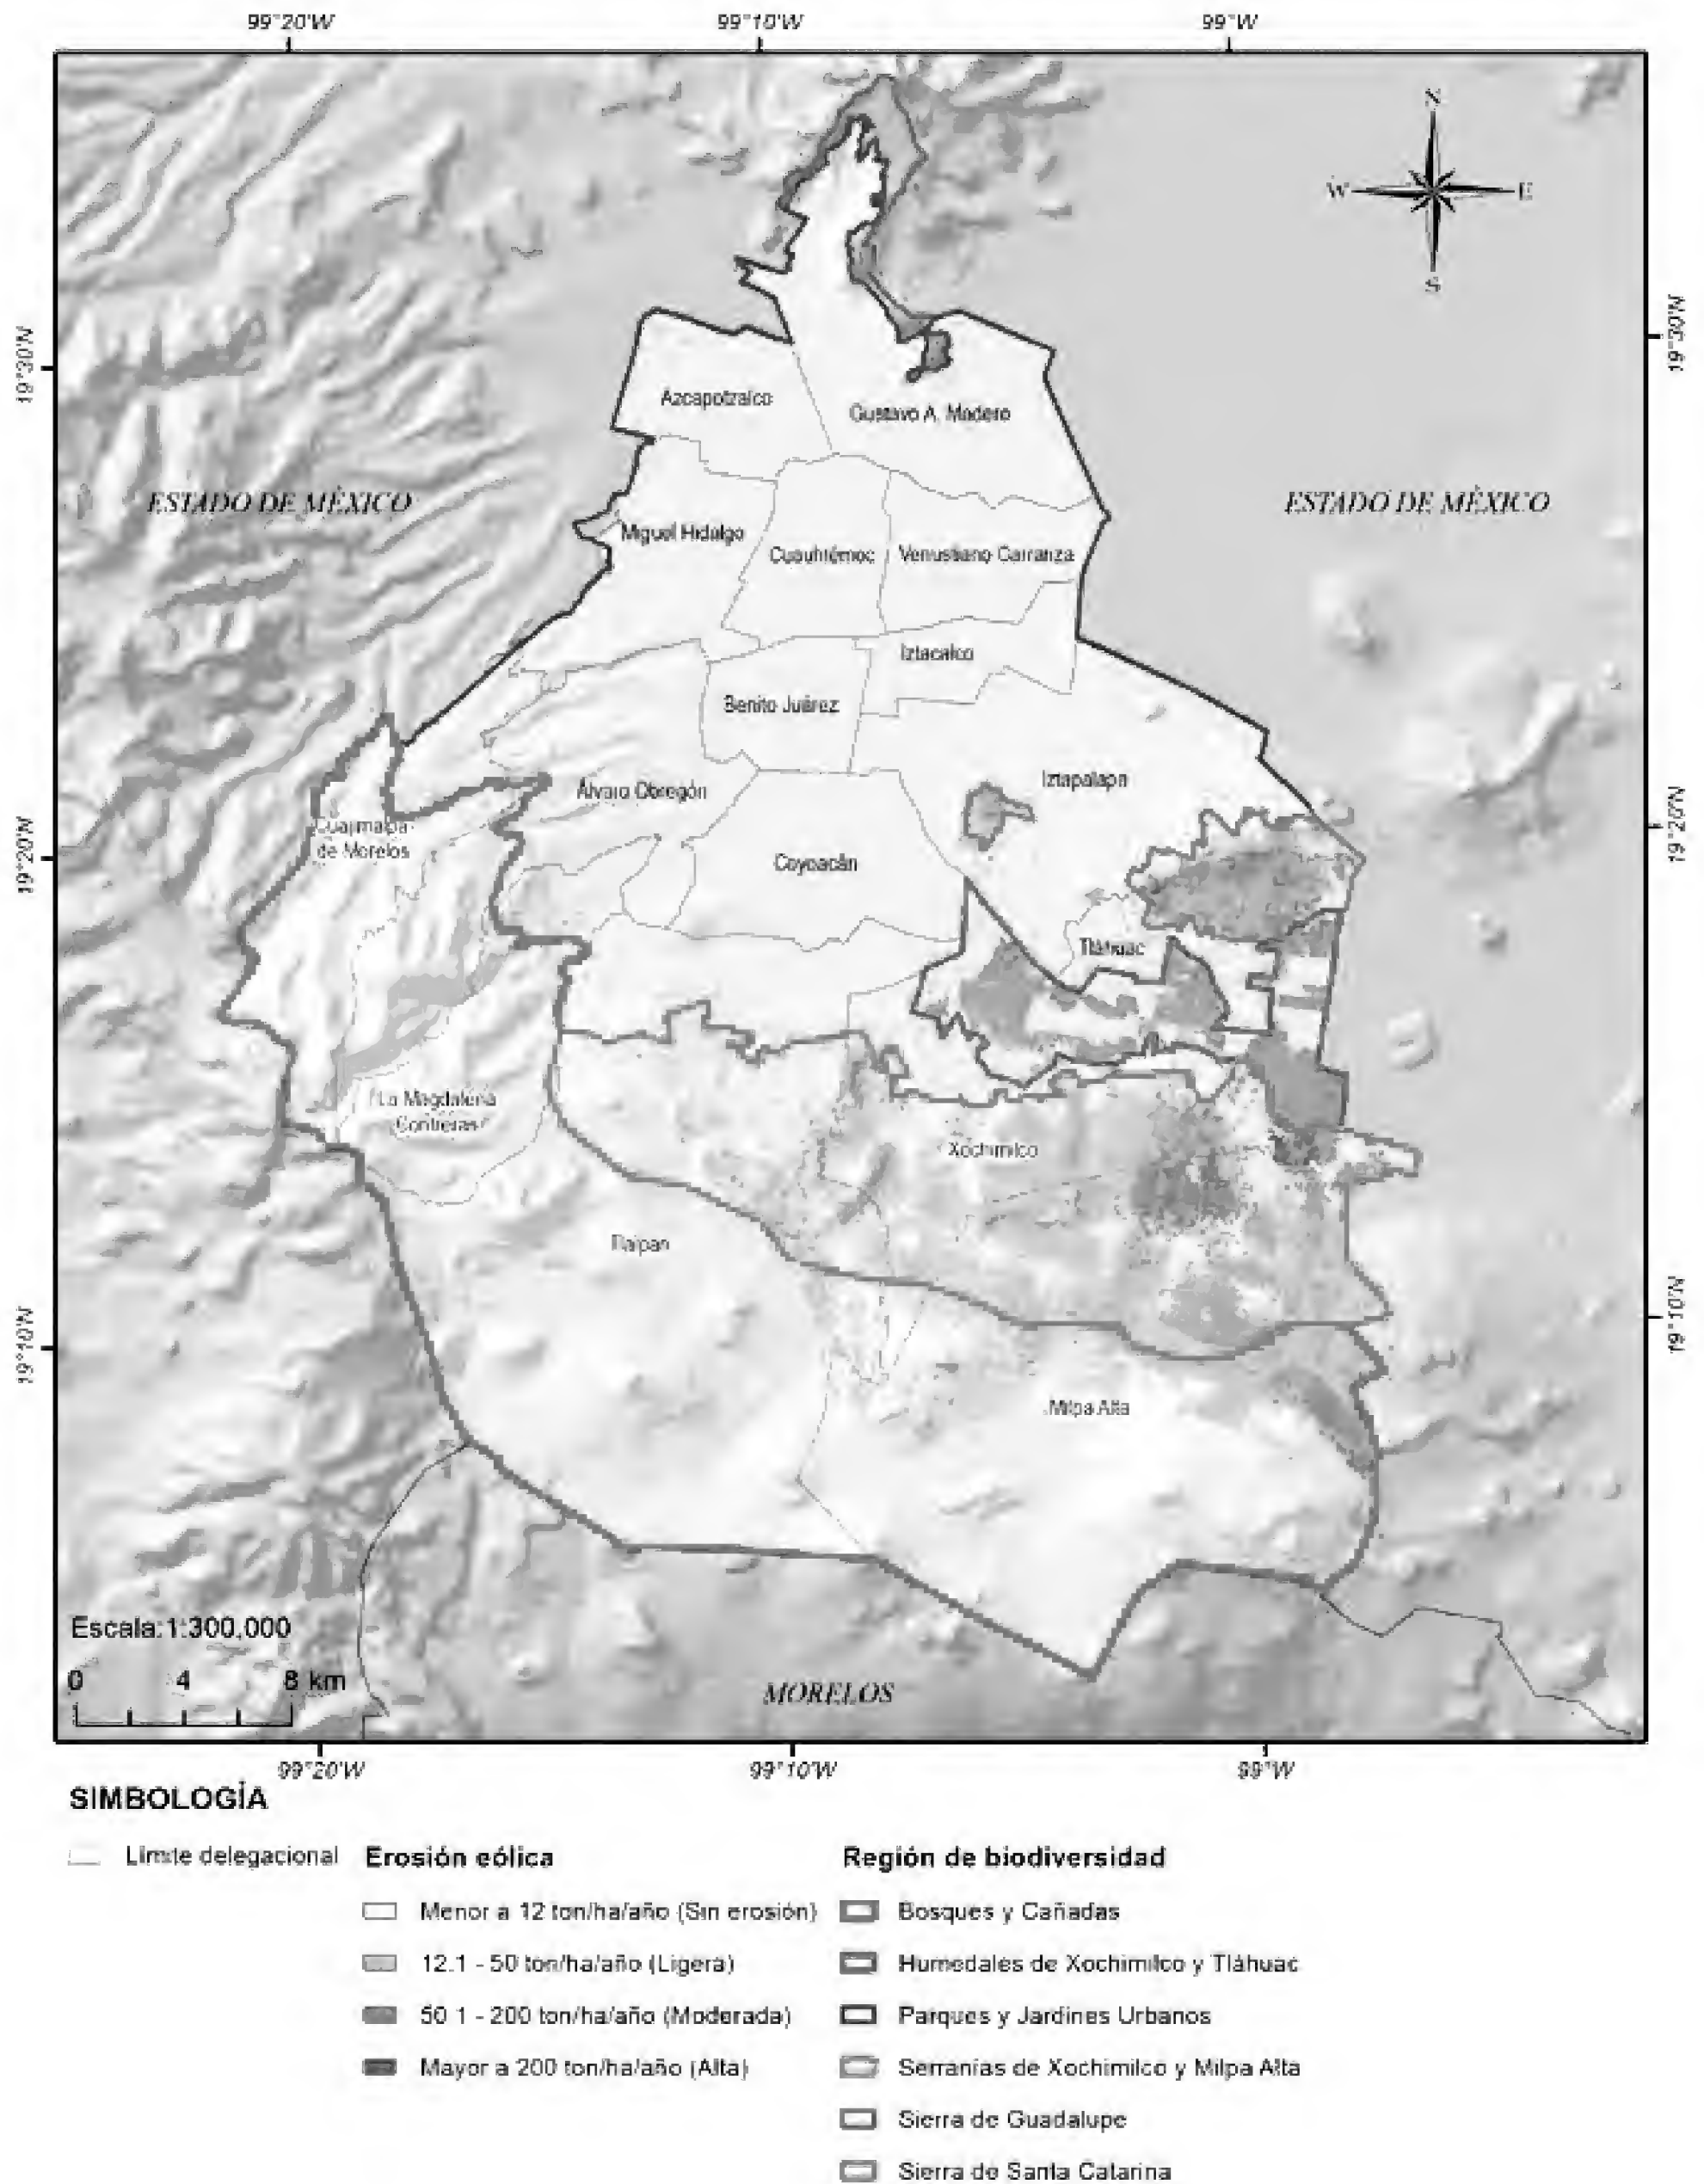 99°20'W 99°10'W 99°W
N
W E
S
19°30'N 19°30'N
Azcapotzalco
Gustavo A. Madero
ESTADO DE MÉXICO ESTADO DE MÉXICO
Miguel Hidalgo
Cuauhtémoc Venustiano Carranza
Iztacalco
Benito Juárez
Iztapalapa
Álvaro Obregón
Cuajimalpa
de Morelos
19°20'N 19°20'N
Coyoacán
Tláhuac
La Magdalena
Contreras
Xochimilco
Tlalpan
19°10'N 19°10'N
Milpa Alta
Escala:1:300,000
0 4 8 km
MORELOS
99°20'W 99°10'W 99°W
SIMBOLOGÍA
Límite delegacional
Erosión eólica
Menor a 12 ton/ha/año (Sin erosión)
12.1 - 50 ton/ha/año (Ligera)
50.1 - 200 ton/ha/año (Moderada)
Mayor a 200 ton/ha/año (Alta)
Región de biodiversidad
Bosques y Cañadas
Humedales de Xochimilco y Tláhuac
Parques y Jardines Urbanos
Serranías de Xochimilco y Milpa Alta
Sierra de Guadalupe
Sierra de Santa Catarina